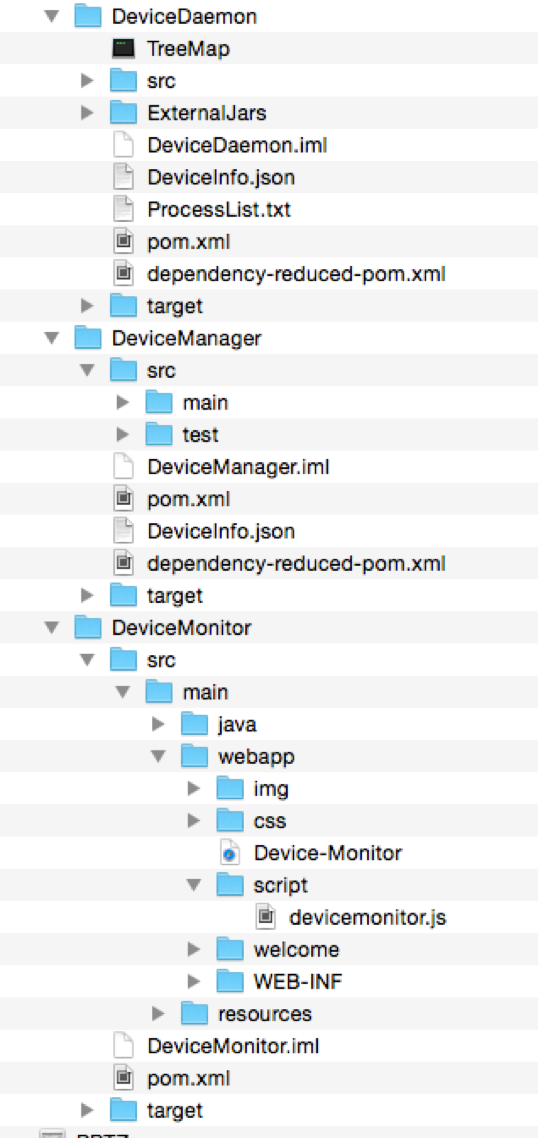 DeviceDaemon
TreeMap
src
ExternalJars
DeviceDaemon.iml
DeviceInfo.json
ProcessList.txt
pom.xml
dependency-reduced-pom.xml
target
DeviceManager
src
main
test
DeviceManager.iml
pom.xml
DeviceInfo.json
dependency-reduced-pom.xml
target
DeviceMonitor
src
main
java
webapp
img
css
Device-Monitor
script
devicemonitor.js
welcome
WEB-INF
resources
DeviceMonitor.iml
pom.xml
target